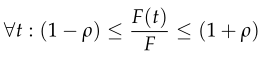 ∀t : (1 − ρ) ≤ F(t)/F ≤ (1 + ρ)